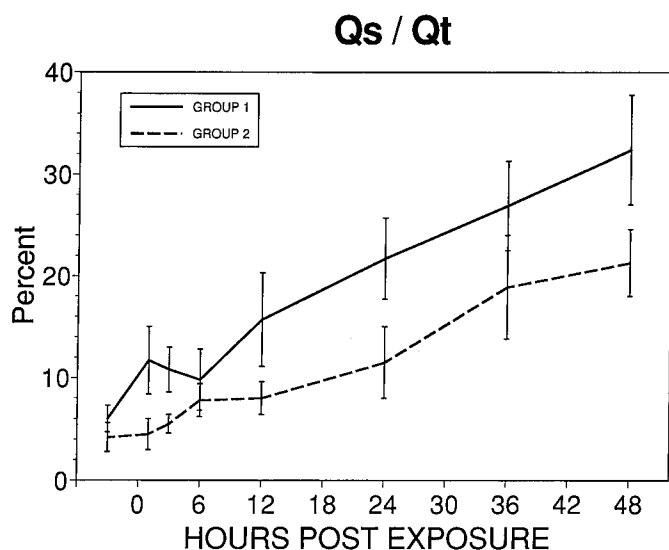 Qs / Qt
40
GROUP 1
GROUP 2
30
Percent
20
10
0
0 6 12 18 24 30 36 42 48
HOURS POST EXPOSURE